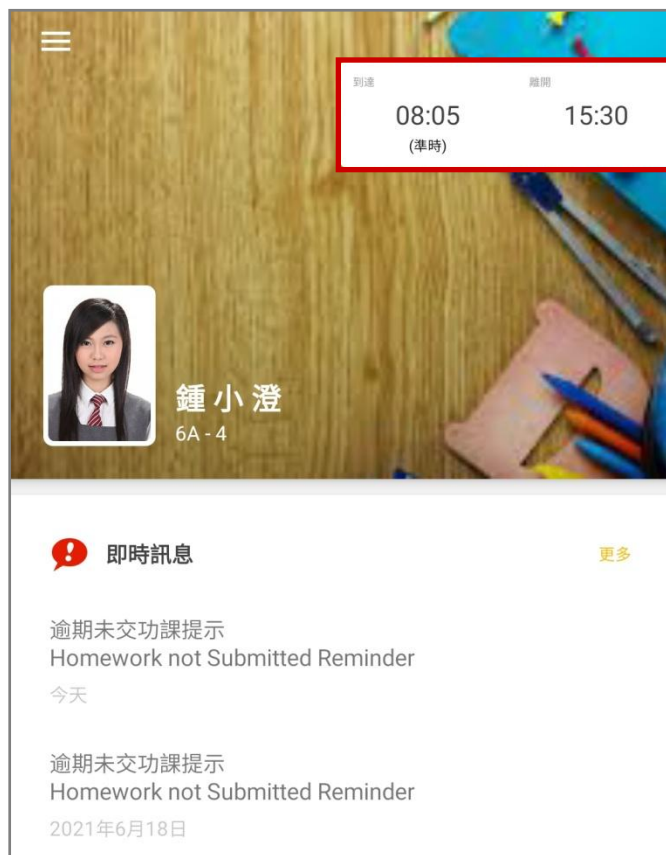 到達
離開
08:05
15:30
(準時)
鍾小澄
6A - 4
即時訊息
更多
逾期未交功課提示
Homework not Submitted Reminder
今天
逾期未交功課提示
Homework not Submitted Reminder
2021年6月18日